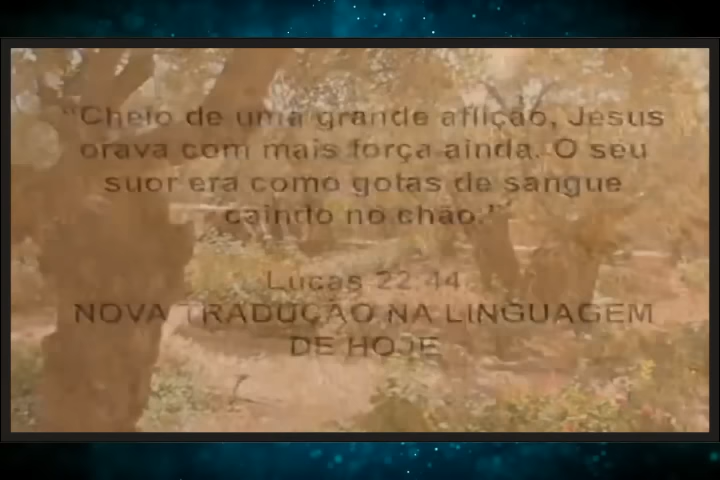 “Cheio de uma grande aflição, Jesus
orava com mais força ainda. O seu
suor era como gotas de sangue
caindo no chão.”
Lucas 22.44
NOVA TRADUÇÃO NA LINGUAGEM
DE HOJE